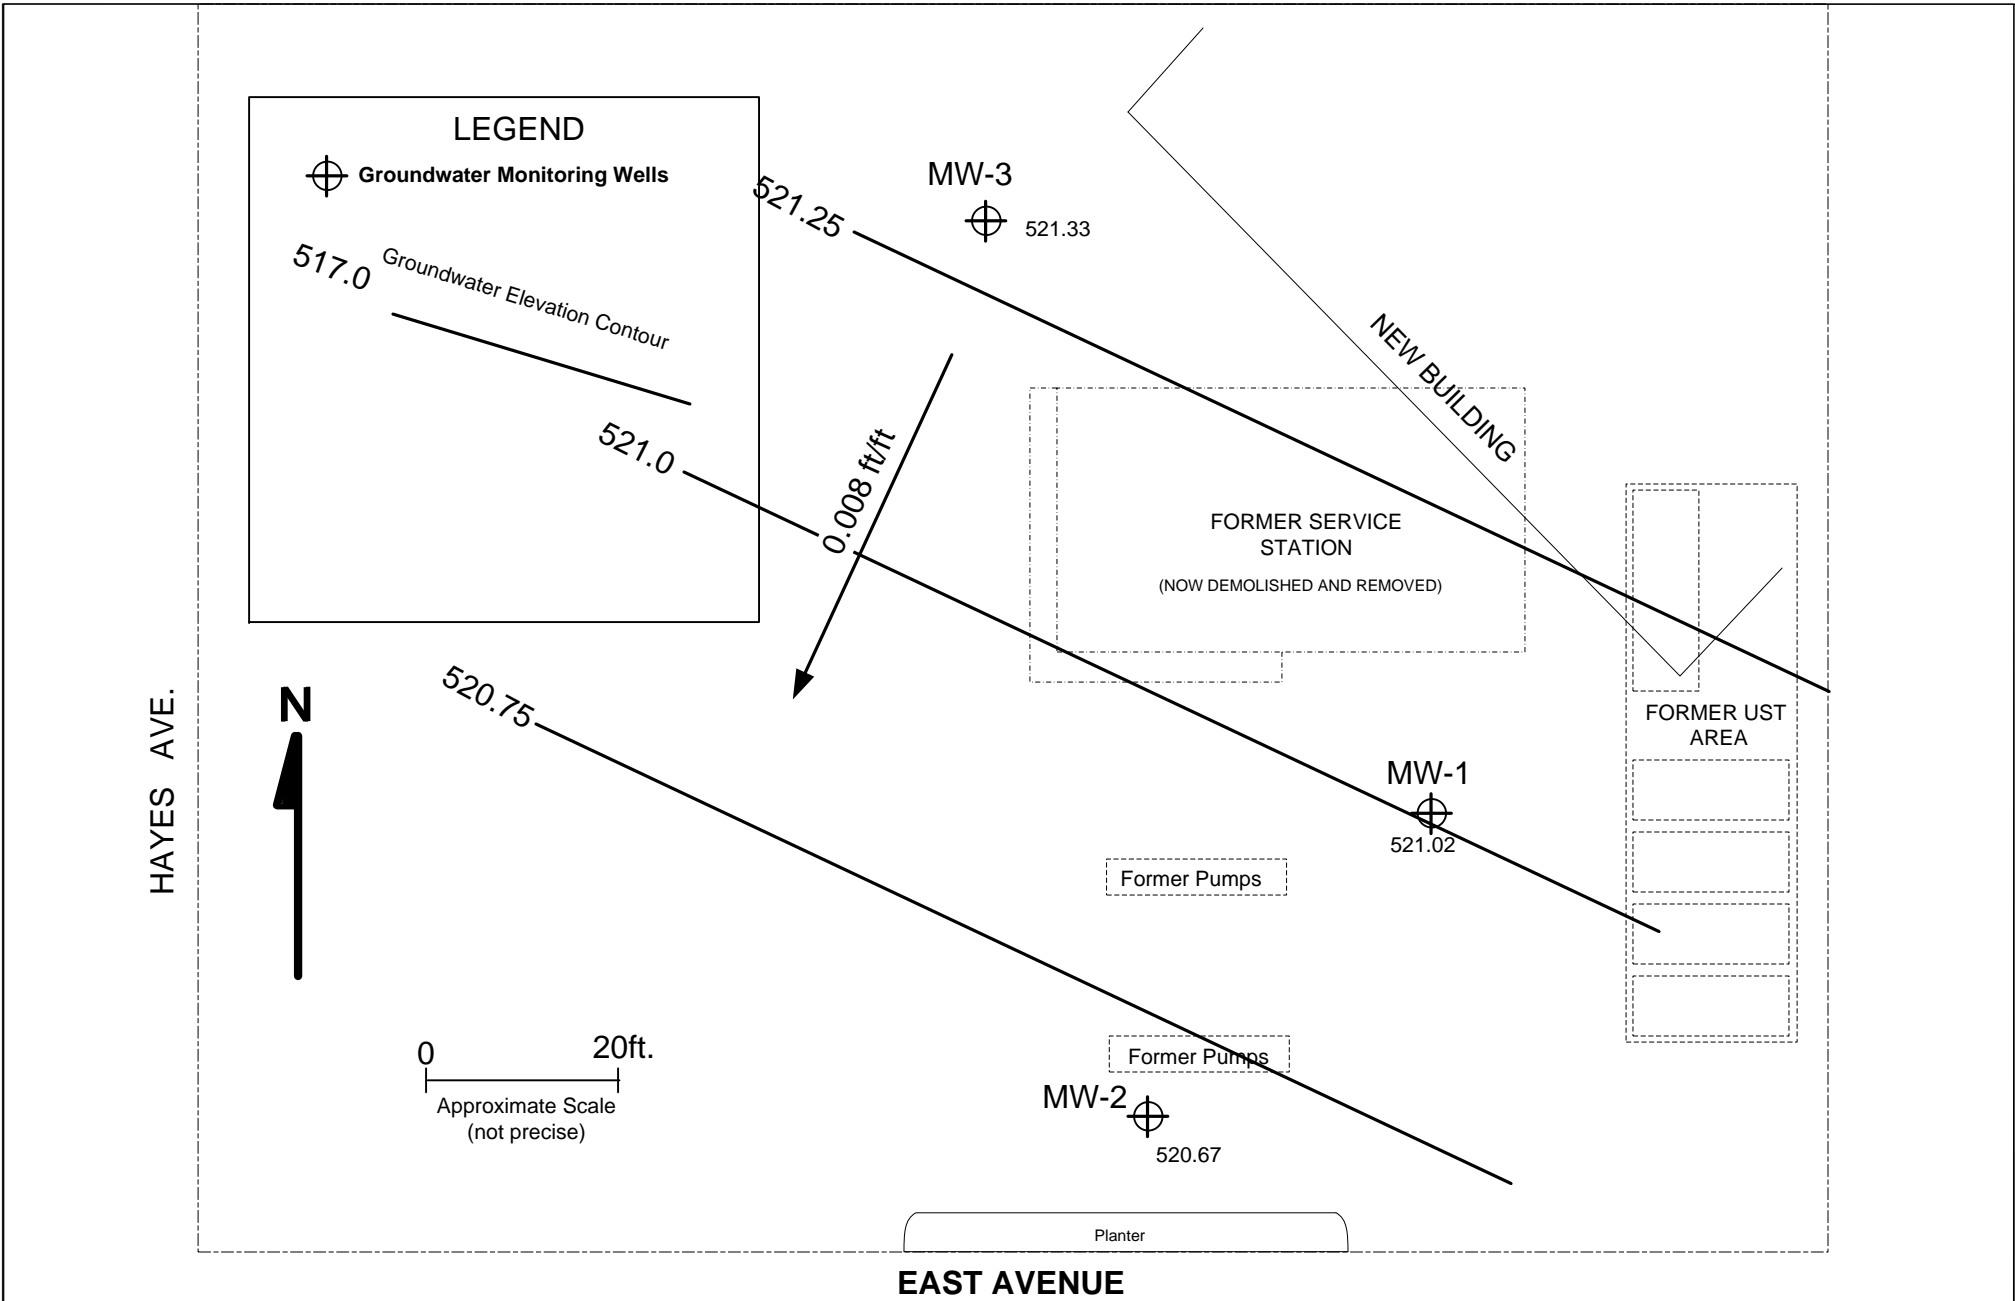 LEGEND
Groundwater Monitoring Wells
517.0
Groundwater Elevation Contour
521.25
MW-3
521.33
NEW BUILDING
521.0
0.008 ft/ft
FORMER SERVICE
STATION
(NOW DEMOLISHED AND REMOVED)
520.75
HAYES AVE.
N
FORMER UST
AREA
MW-1
521.02
Former Pumps
0 20ft.
Approximate Scale
(not precise)
Former Pumps
MW-2
520.67
Planter
EAST AVENUE